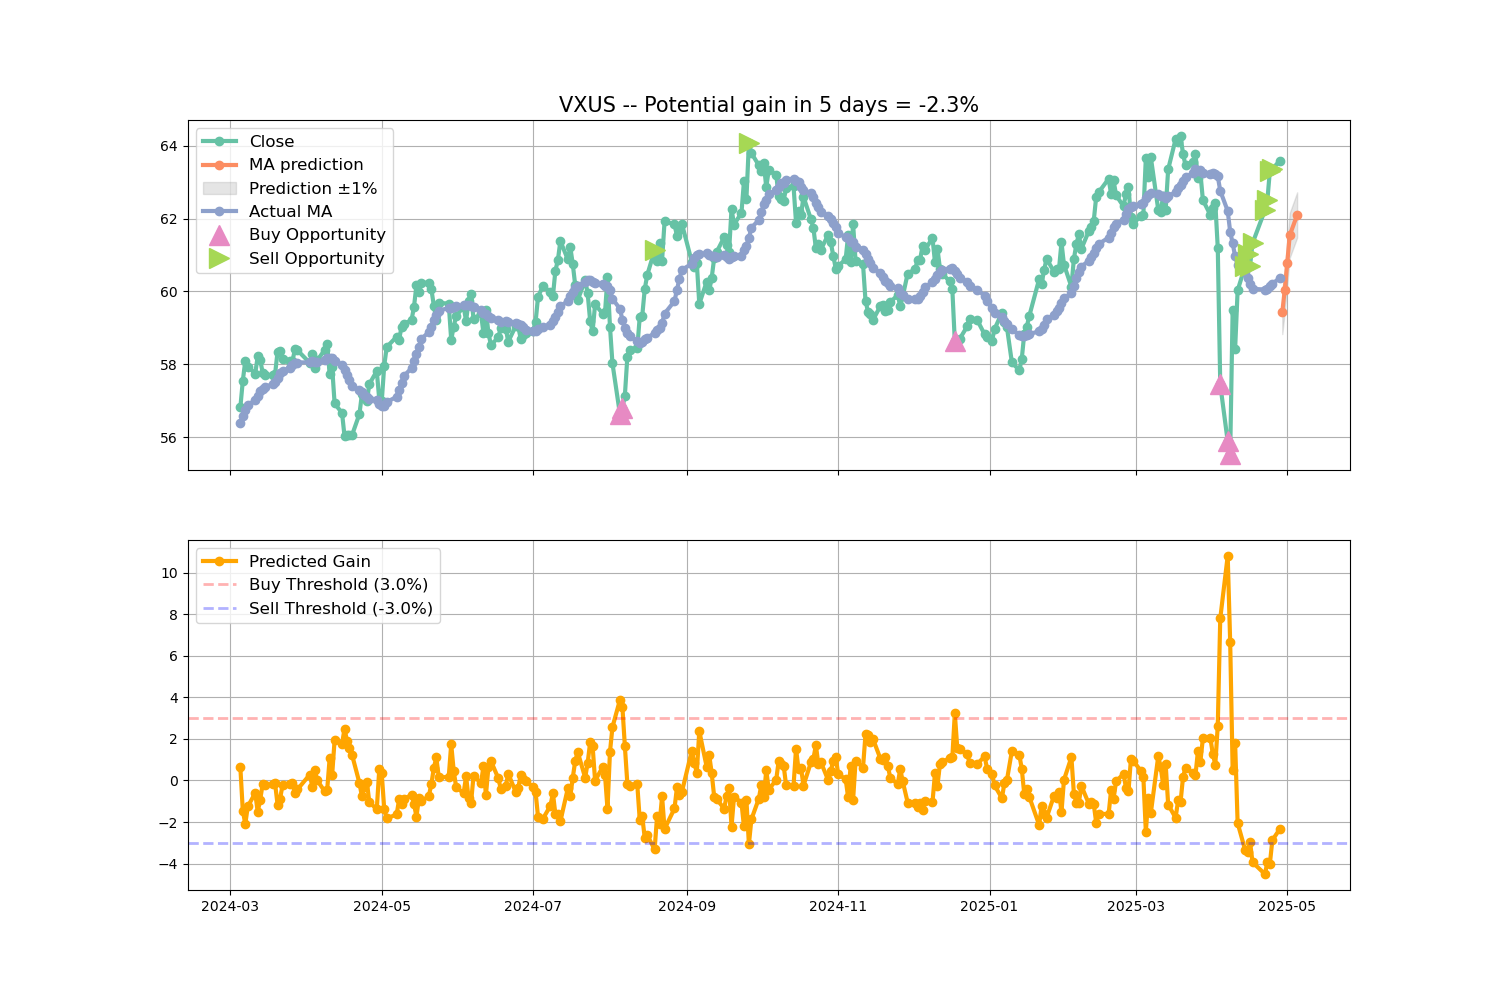 VXUS -- Potential gain in 5 days = -2.3%
64
62
60
58
56
Close
MA prediction
Prediction ±1%
Actual MA
Buy Opportunity
Sell Opportunity
10
8
6
4
2
0
−2
−4
Predicted Gain
Buy Threshold (3.0%)
Sell Threshold (-3.0%)
2024-03
2024-05
2024-07
2024-09
2024-11
2025-01
2025-03
2025-05